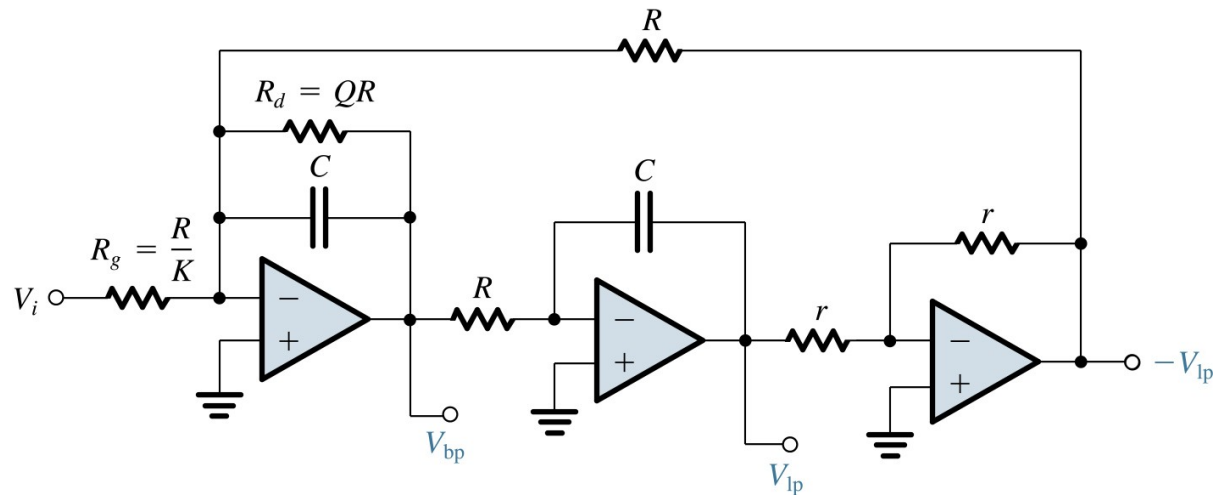 R
R_d = QR
C
C
R_g = R/K
r
V_i
−
+
R
−
+
r
−
+
−V_lp
V_bp
V_lp